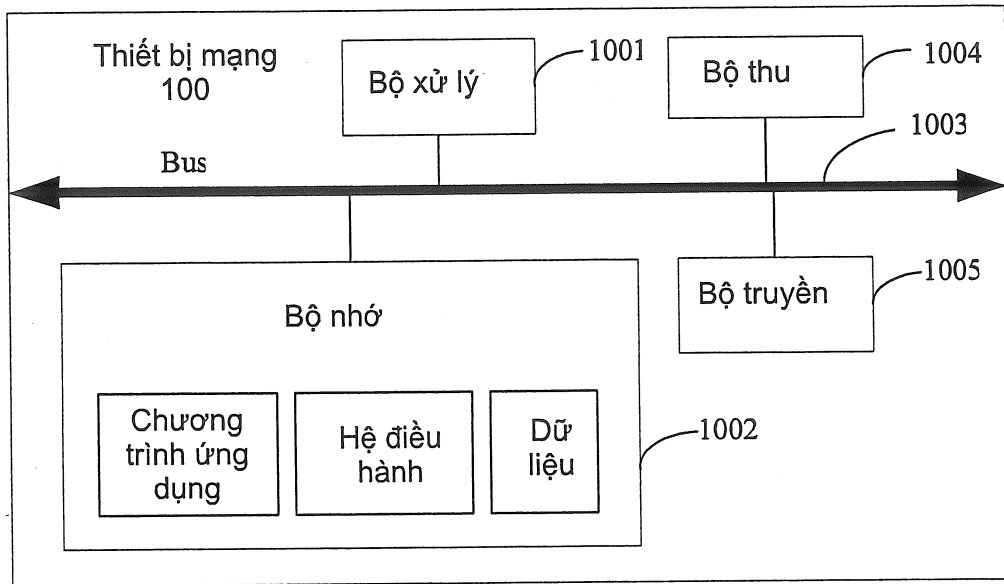 Thiết bị mạng
100
Bộ xử lý
1001
Bộ thu
1004
1003
Bus
Bộ nhớ
Bộ truyền
1005
Chương
trình ứng
dụng
Hệ điều
hành
Dữ
liệu
1002